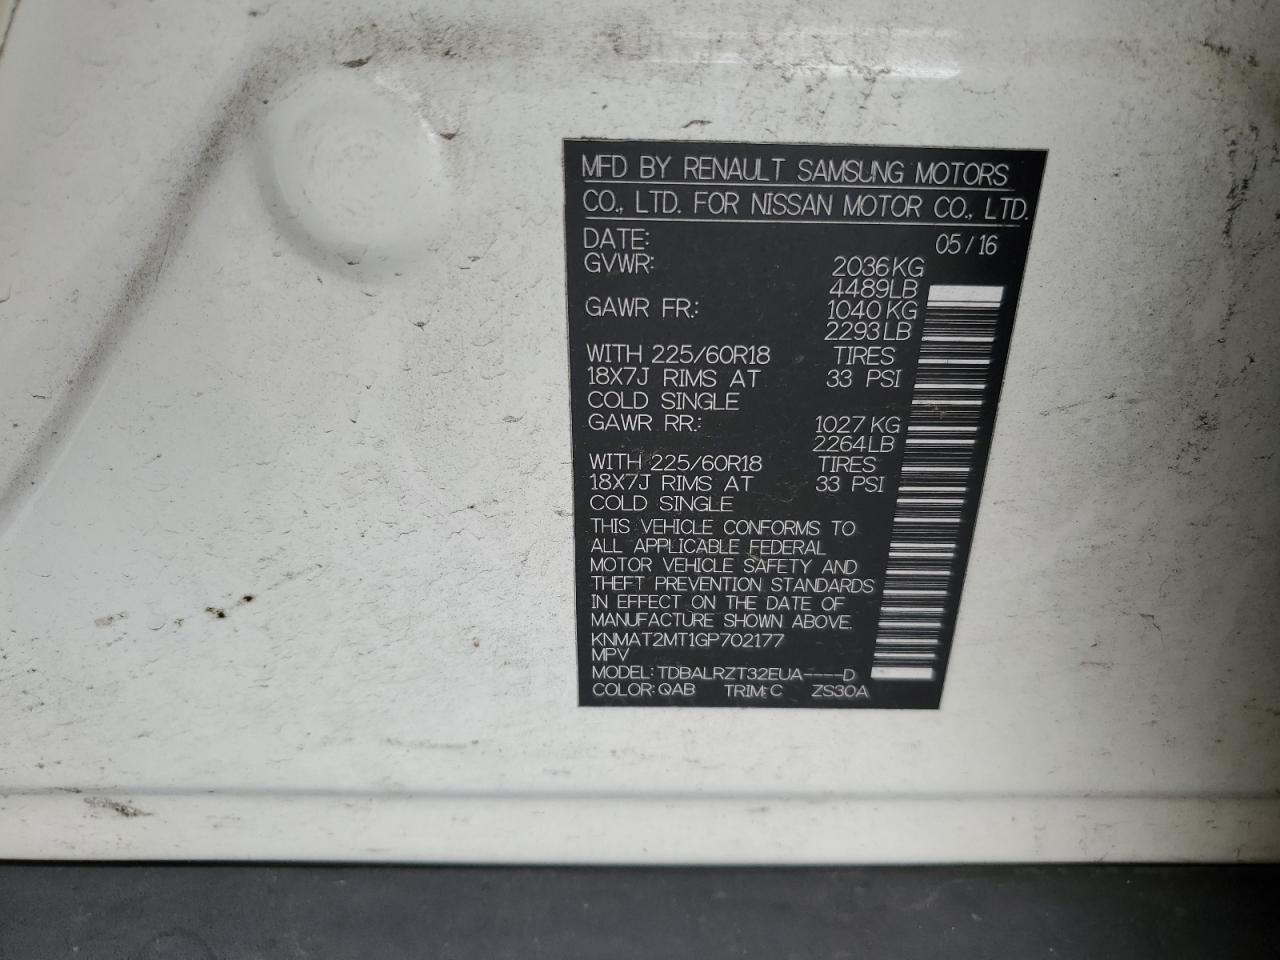 MFD BY RENAULT SAMSUNG MOTORS
CO., LTD. FOR NISSAN MOTOR CO., LTD.
DATE: 05/16
GVWR: 2036KG
4489LB
GAWR FR: 1040KG
2293LB
WITH 225/60R18 TIRES
18X7J RIMS AT 33 PSI
COLD SINGLE
GAWR RR: 1027KG
2264LB
WITH 225/60R18 TIRES
18X7J RIMS AT 33 PSI
COLD SINGLE
THIS VEHICLE CONFORMS TO
ALL APPLICABLE FEDERAL
MOTOR VEHICLE SAFETY AND
THEFT PREVENTION STANDARDS
IN EFFECT ON THE DATE OF
MANUFACTURE SHOWN ABOVE.
KNMAT2MT1GP702177
MPV
MODEL: TDBALRZT32EUA----D
COLOR: QAB TRIM: C ZS30A